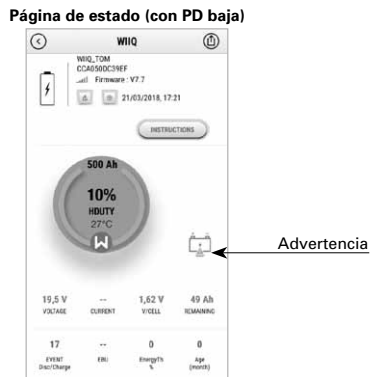 Página de estado (con PD baja)
WIIQ
WIIQ_TOM
CCA050DC39EF
Firmware : V7.7
21/03/2018, 17:21
INSTRUCTIONS
500 Ah
10%
HDUTY
27°C
Advertencia
19,5 V -- 1,62 V 49 Ah
VOLTAGE CURRENT V/CELL REMAINING
17 -- 0 0
EVENT EBU EnergyTh Age
Disc/Charge % (month)